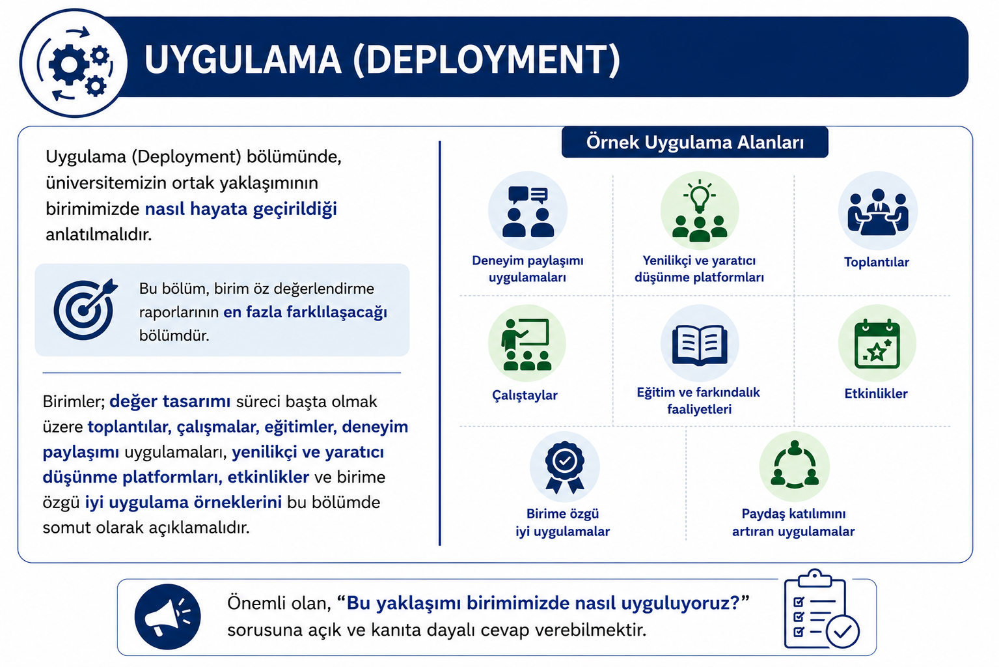 UYGULAMA (DEPLOYMENT)
Uygulama (Deployment) bölümünde,
üniversitemizin ortak yaklaşımının
birimimizde nasıl hayata geçirildiği
anlatılmalıdır.
Bu bölüm, birim öz değerlendirme
raporlarının en fazla farklılaşacağı
bölümdür.
Birimler; değer tasarımı süreci başta olmak
üzere toplantılar, çalışmalar, eğitimler, deneyim
paylaşımı uygulamaları, yenilikçi ve yaratıcı
düşünme platformları, etkinlikler ve birime
özgü iyi uygulama örneklerini bu bölümde
somut olarak açıklamalıdır.
Örnek Uygulama Alanları
Deneyim paylaşımı
uygulamaları
Yenilikçi ve yaratıcı
düşünme platformları
Toplantılar
Çalıştaylar
Eğitim ve farkındalık
faaliyetleri
Etkinlikler
Birime özgü
iyi uygulamalar
Paydaş katılımını
artıran uygulamalar
Önemli olan, “Bu yaklaşımı birimimizde nasıl uyguluyoruz?”
sorusuna açık ve kanıta dayalı cevap verebilmektir.